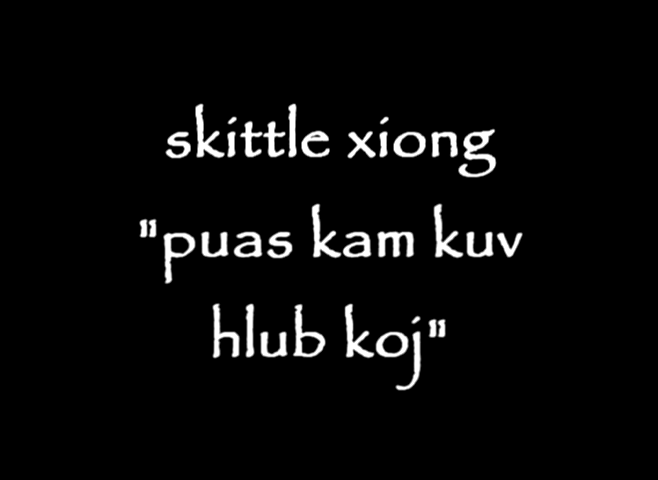 skittle xiong
"puas kam kuv
hlub koj"